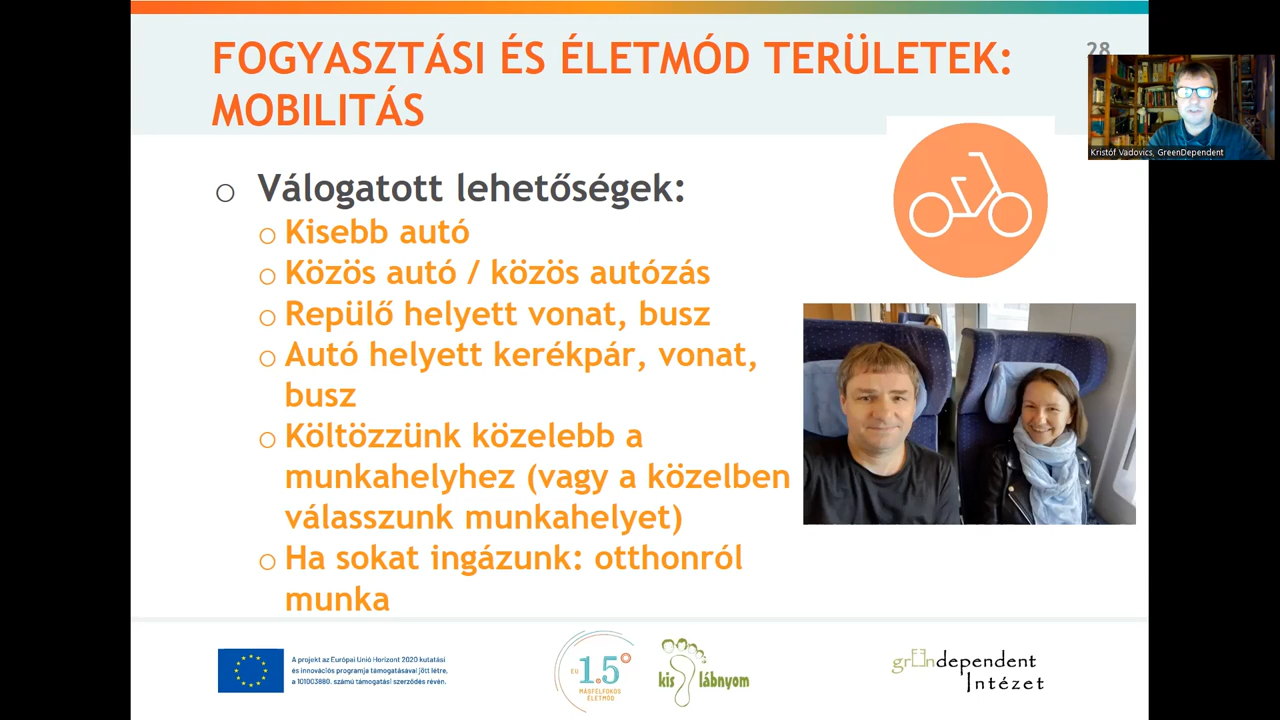 FOGYASZTÁSI ÉS ÉLETMÓD TERÜLETEK:
MOBILITÁS
28
Kristóf Vadovics, GreenDependent
Válogatott lehetőségek:
Kisebb autó
Közös autó / közös autózás
Repülő helyett vonat, busz
Autó helyett kerékpár, vonat,
busz
Költözzünk közelebb a
munkahelyhez (vagy a közelben
válasszunk munkahelyet)
Ha sokat ingázunk: otthonról
munka
A projekt az Európai Unió Horizont 2020 kutatási
és innovációs programja támogatásával jött létre,
a 101003880. számú támogatási szerződés révén.
EU 1.5°
MÁSFÉLFOKOS
ÉLETMÓD
kis lábnyom
greendependent
Intézet